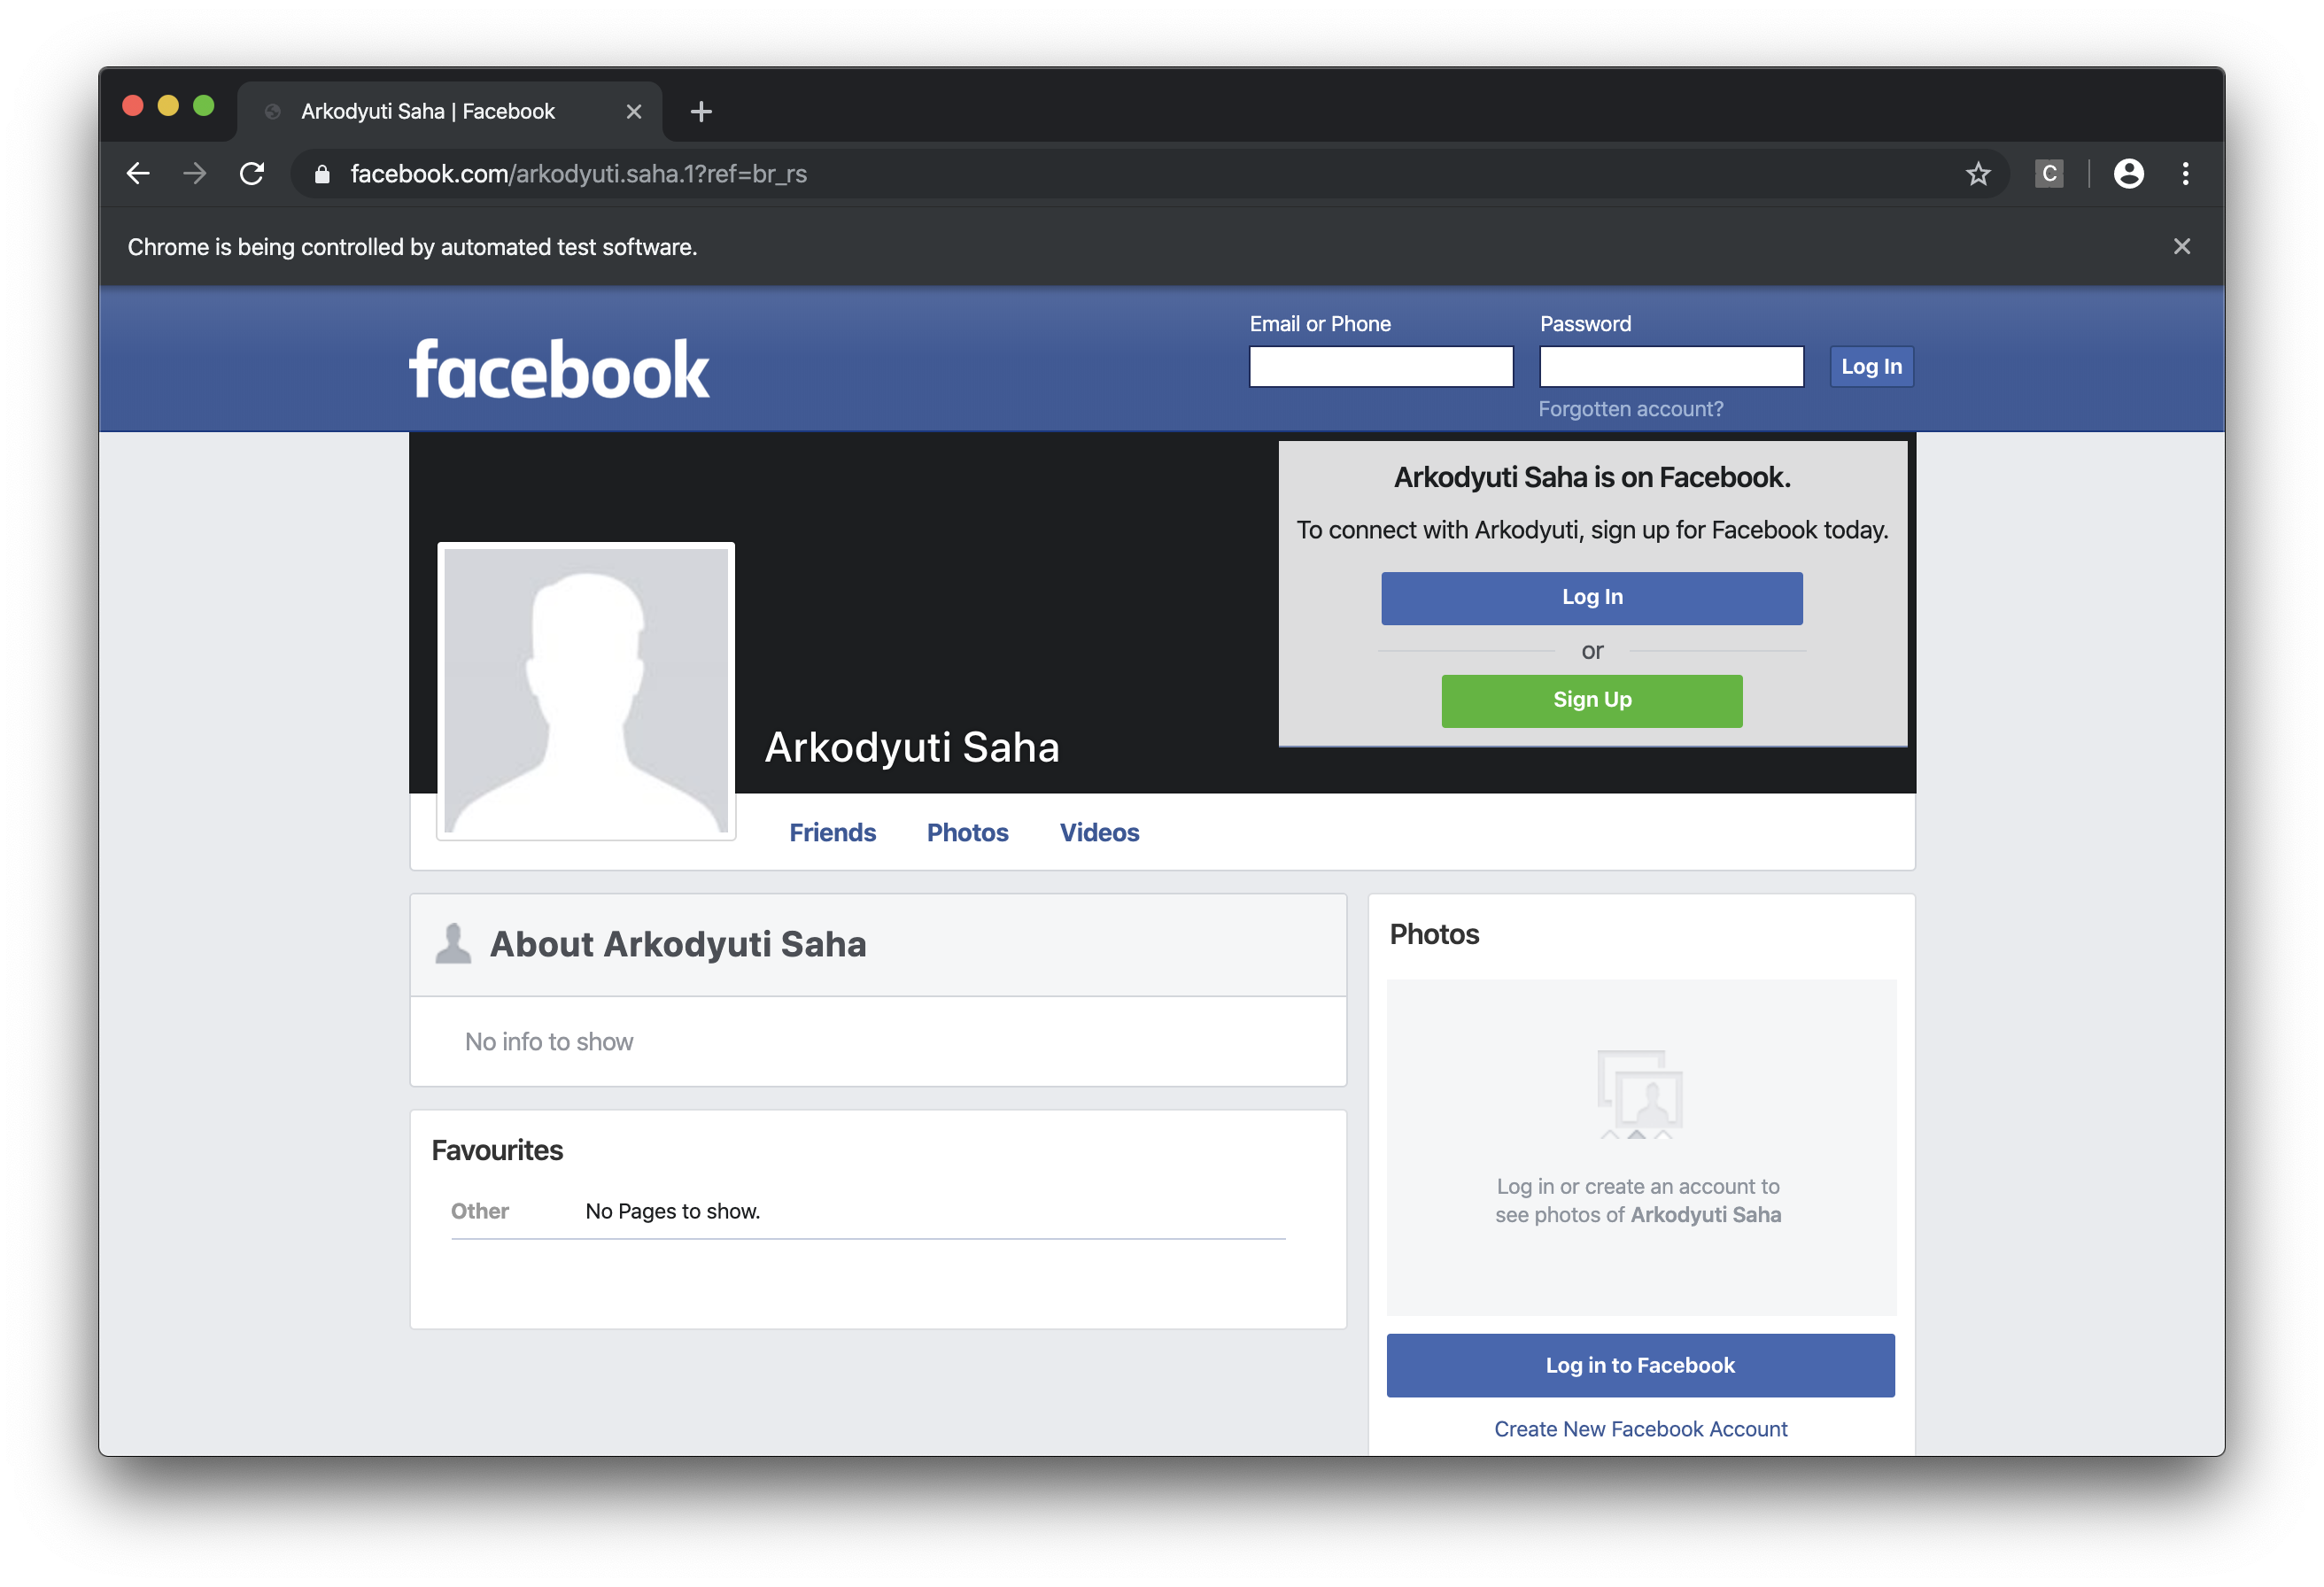 Arkodyuti Saha | Facebook
facebook.com/arkodyuti.saha.1?ref=br_rs
C
Chrome is being controlled by automated test software.
facebook
Email or Phone
Password
Log In
Forgotten account?
Arkodyuti Saha is on Facebook.
To connect with Arkodyuti, sign up for Facebook today.
Log In
or
Sign Up
Arkodyuti Saha
Friends
Photos
Videos
About Arkodyuti Saha
No info to show
Favourites
Other
No Pages to show.
Photos
Log in or create an account to
see photos of Arkodyuti Saha
Log in to Facebook
Create New Facebook Account